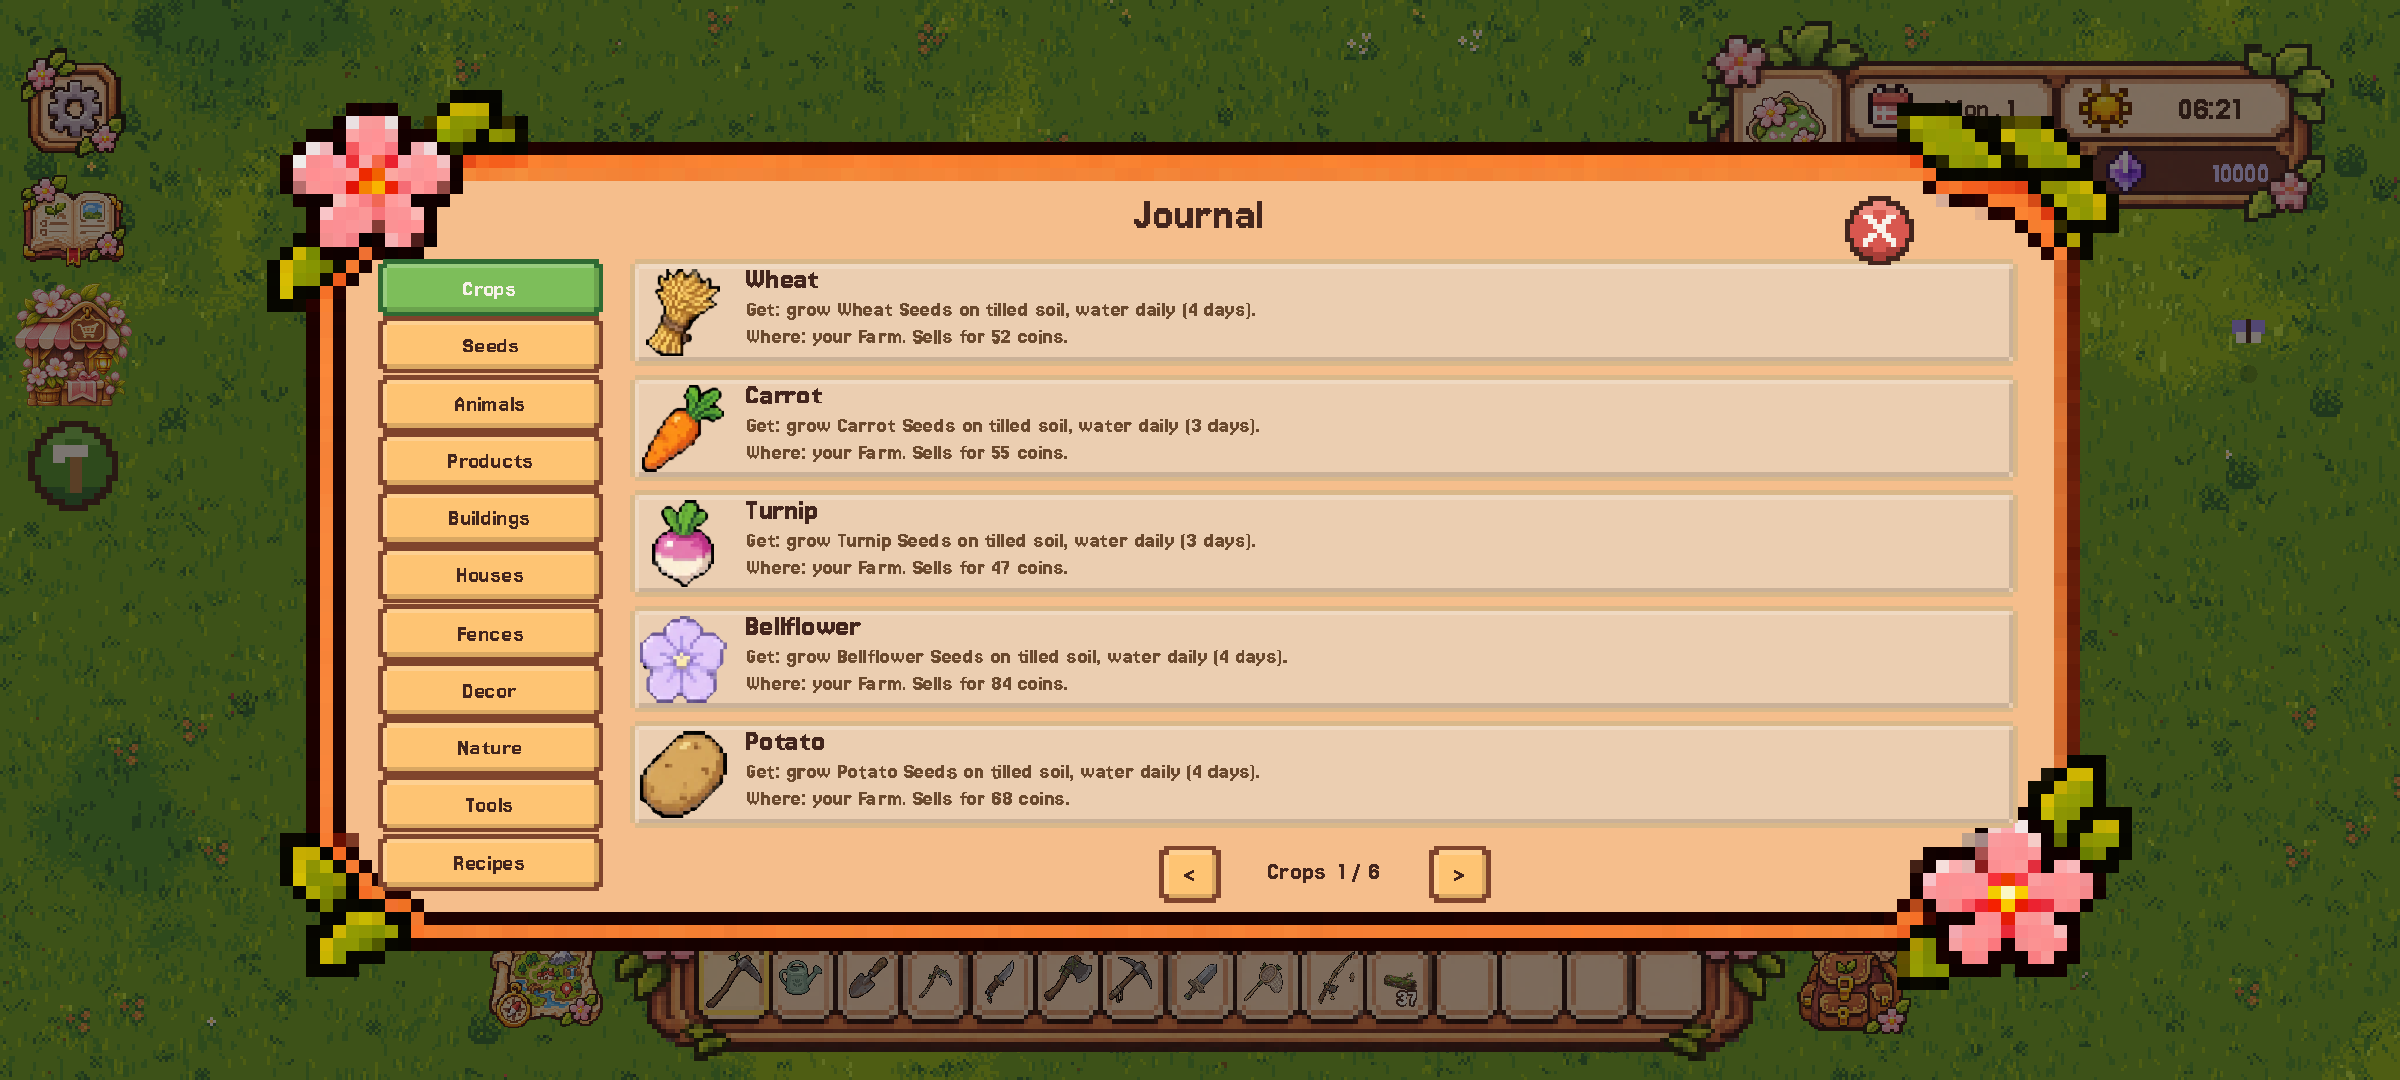 Mon, 1
06:21
10000
Journal
Crops
Seeds
Animals
Products
Buildings
Houses
Fences
Decor
Nature
Tools
Recipes
Wheat
Get: grow Wheat Seeds on tilled soil, water daily (4 days).
Where: your Farm. Sells for 52 coins.
Carrot
Get: grow Carrot Seeds on tilled soil, water daily (3 days).
Where: your Farm. Sells for 55 coins.
Turnip
Get: grow Turnip Seeds on tilled soil, water daily (3 days).
Where: your Farm. Sells for 47 coins.
Bellflower
Get: grow Bellflower Seeds on tilled soil, water daily (4 days).
Where: your Farm. Sells for 84 coins.
Potato
Get: grow Potato Seeds on tilled soil, water daily (4 days).
Where: your Farm. Sells for 68 coins.
< Crops 1 / 6 >
37